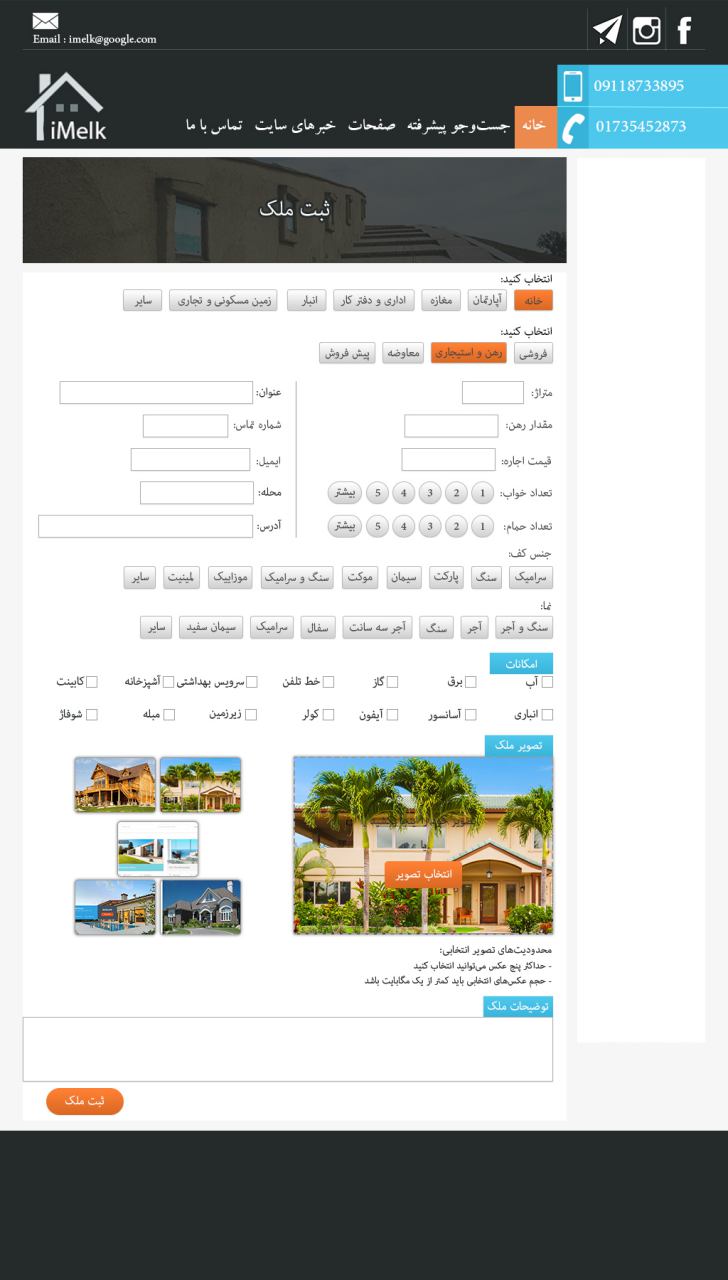 Email : imelk@google.com
09118733895
01735452873
خانه جست‌وجو پیشرفته صفحات خبرهای سایت تماس با ما
iMelk
ثبت ملک
انتخاب کنید:
خانه آپارتمان مغازه اداری و دفتر کار انبار زمین مسکونی و تجاری سایر
انتخاب کنید:
فروشی رهن و استیجاری معاوضه پیش فروش
متراژ: عنوان:
مقدار رهن: شماره تماس:
قیمت اجاره: ایمیل:
تعداد خواب: 1 2 3 4 5 بیشتر محله:
تعداد حمام: 1 2 3 4 5 بیشتر آدرس:
جنس کف:
سرامیک سنگ پارکت سیمان موکت سنگ و سرامیک موزاییک لمینیت سایر
نما:
سنگ و آجر آجر سنگ آجر سه سانت سفال سرامیک سیمان سفید سایر
امکانات
آب برق گاز خط تلفن سرویس بهداشتی آشپزخانه کابینت
انباری آسانسور آیفون کولر زیرزمین مبله شوفاژ
تصویر ملک
انتخاب تصویر
محدودیت‌های تصویر انتخابی:
- حداکثر پنج عکس می‌توانید انتخاب کنید
- حجم عکس‌های انتخابی باید کمتر از یک مگابایت باشد
توضیحات ملک
ثبت ملک